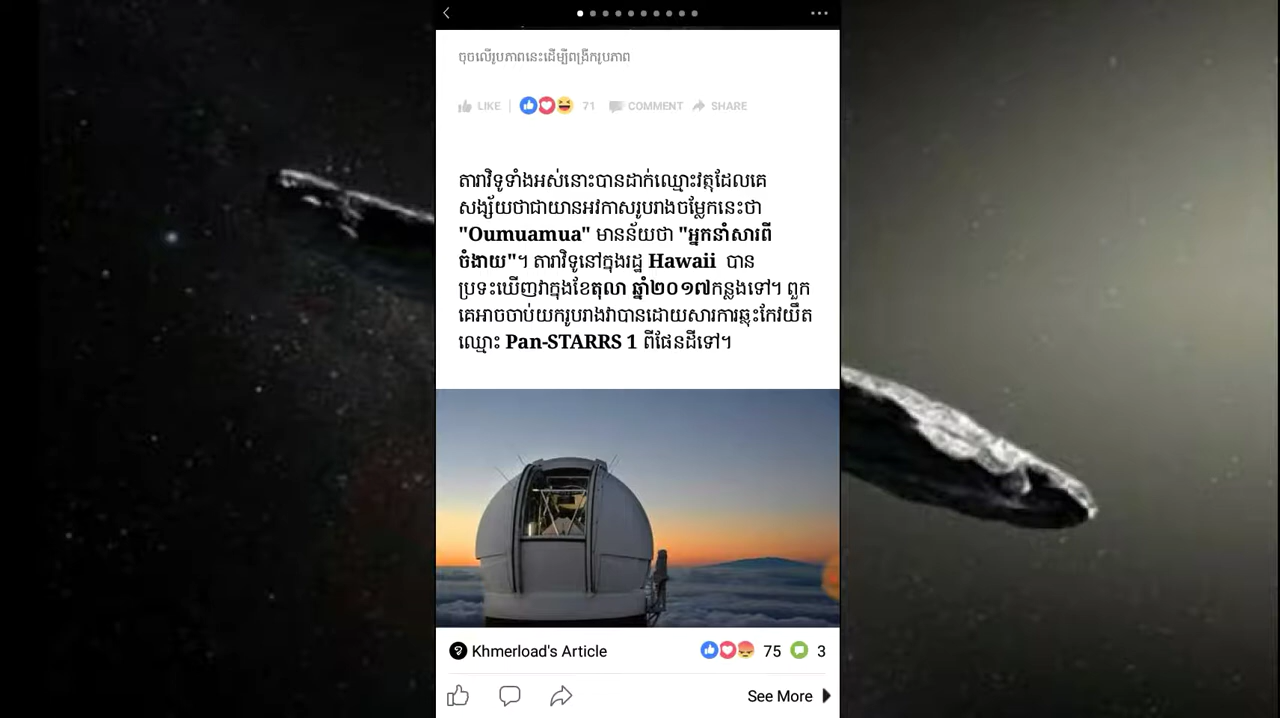 ចុចលើរូបភាពនេះដើម្បីពង្រីករូបភាព
LIKE 71 COMMENT SHARE
តារាវិទូទាំងអស់នោះបានដាក់ឈ្មោះវត្ថុដែលគេ
សង្ស័យថាជាយានអវកាសរូបរាងចម្លែកនេះថា
"Oumuamua" មានន័យថា "អ្នកនាំសារពី
ចំងាយ"។ តារាវិទូនៅក្នុងរដ្ឋ Hawaii បាន
ប្រទះឃើញវាក្នុងខែតុលា ឆ្នាំ២០១៧កន្លងទៅ។ ពួក
គេអាចចាប់យករូបរាងវាបានដោយសារការឆ្លុះកែវយឺត
ឈ្មោះ Pan-STARRS 1 ពីផែនដីទៅ។
Khmerload's Article 75 3
See More